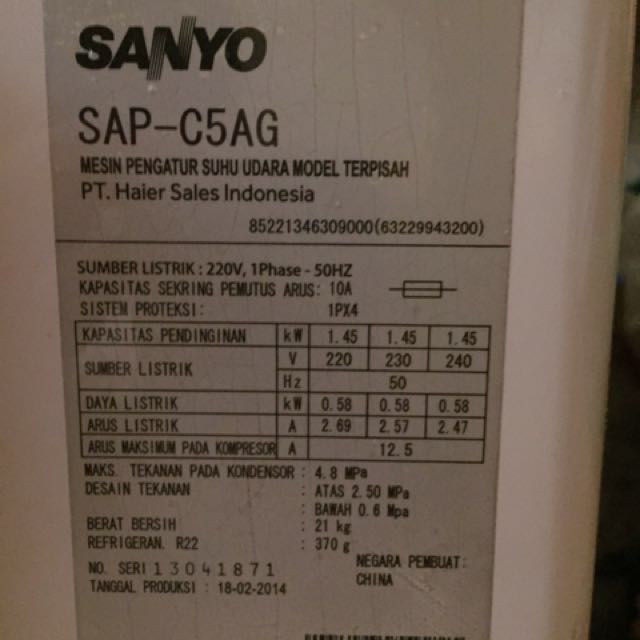 SANYO
SAP-C5AG
MESIN PENGATUR SUHU UDARA MODEL TERPISAH
PT. Haier Sales Indonesia
85221346309000(63229943200)
SUMBER LISTRIK : 220V, 1Phase - 50HZ
KAPASITAS SEKRING PEMUTUS ARUS: 10A
SISTEM PROTEKSI: 1PX4
KAPASITAS PENDINGINAN kW 1.45 1.45 1.45
SUMBER LISTRIK V 220 230 240
Hz 50
DAYA LISTRIK kW 0.58 0.58 0.58
ARUS LISTRIK A 2.69 2.57 2.47
ARUS MAKSIMUM PADA KOMPRESOR A 12.5
MAKS. TEKANAN PADA KONDENSOR : 4.8 MPa
DESAIN TEKANAN : ATAS 2.50 MPa
: BAWAH 0.6 Mpa
BERAT BERSIH : 21 kg
REFRIGERAN. R22 : 370 g
NO. SERI 13041871
NEGARA PEMBUAT:
TANGGAL PRODUKSI : 18-02-2014
CHINA